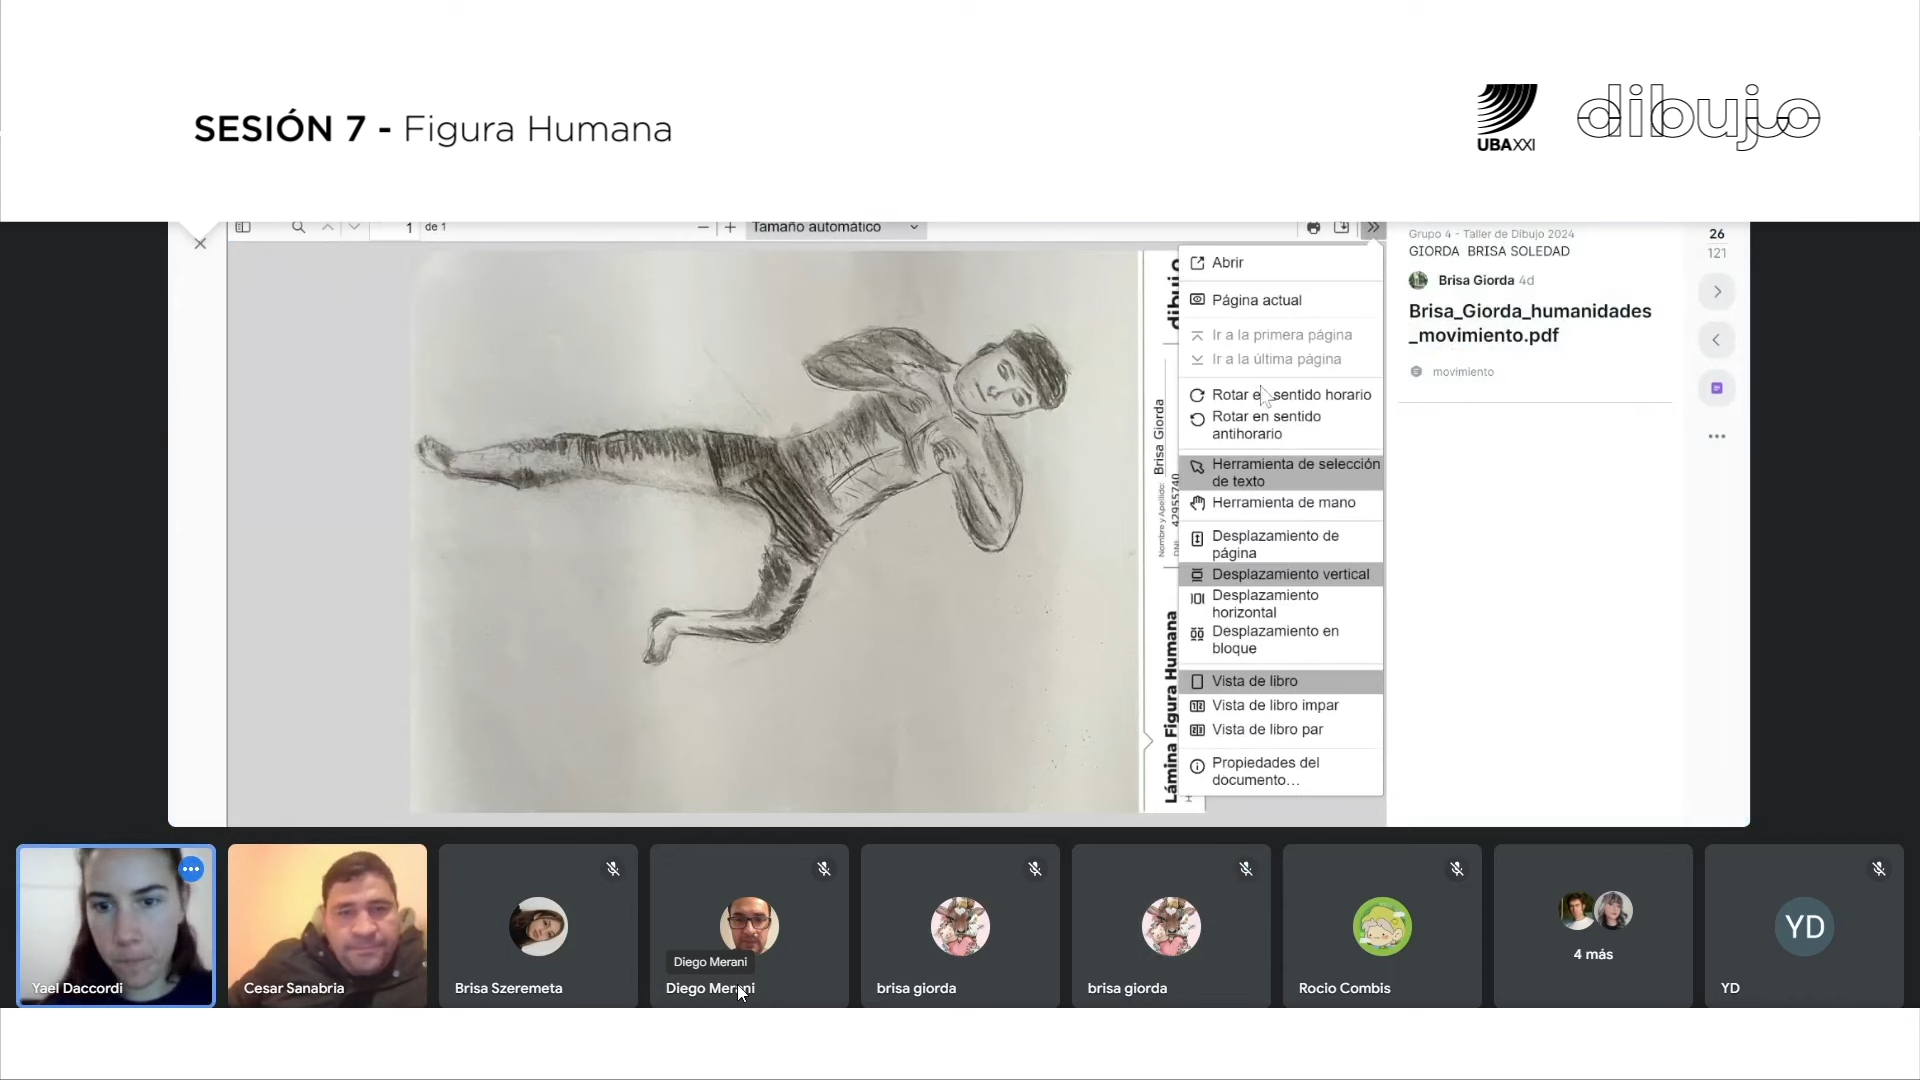 SESIÓN 7 - Figura Humana
UBAXXI
dibujo
1 de 1
Tamaño automático
Abrir
Página actual
Ir a la primera página
Ir a la última página
Rotar en sentido horario
Rotar en sentido
antihorario
Herramienta de selección
de texto
Herramienta de mano
Desplazamiento de
página
Desplazamiento vertical
Desplazamiento
horizontal
Desplazamiento en
bloque
Vista de libro
Vista de libro impar
Vista de libro par
Propiedades del
documento...
dibujo
Nombre y Apellido: Brisa Giorda
DNI 42955740
Lámina Figura Humana
Grupo 4 - Taller de Dibujo 2024
GIORDA BRISA SOLEDAD
Brisa Giorda 4d
Brisa_Giorda_humanidades
_movimiento.pdf
movimiento
26
121
Yael Daccordi
Cesar Sanabria
Brisa Szeremeta
Diego Merani
Diego Merani
brisa giorda
brisa giorda
Rocio Combis
4 más
YD
YD